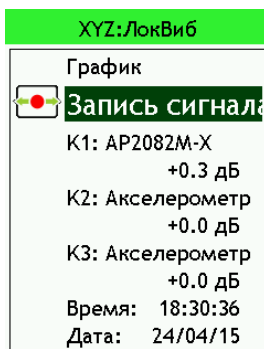 XYZ:ЛокВиб
График
Запись сигнала
К1: АР2082М-Х
+0.3 дБ
К2: Акселерометр
+0.0 дБ
К3: Акселерометр
+0.0 дБ
Время: 18:30:36
Дата: 24/04/15